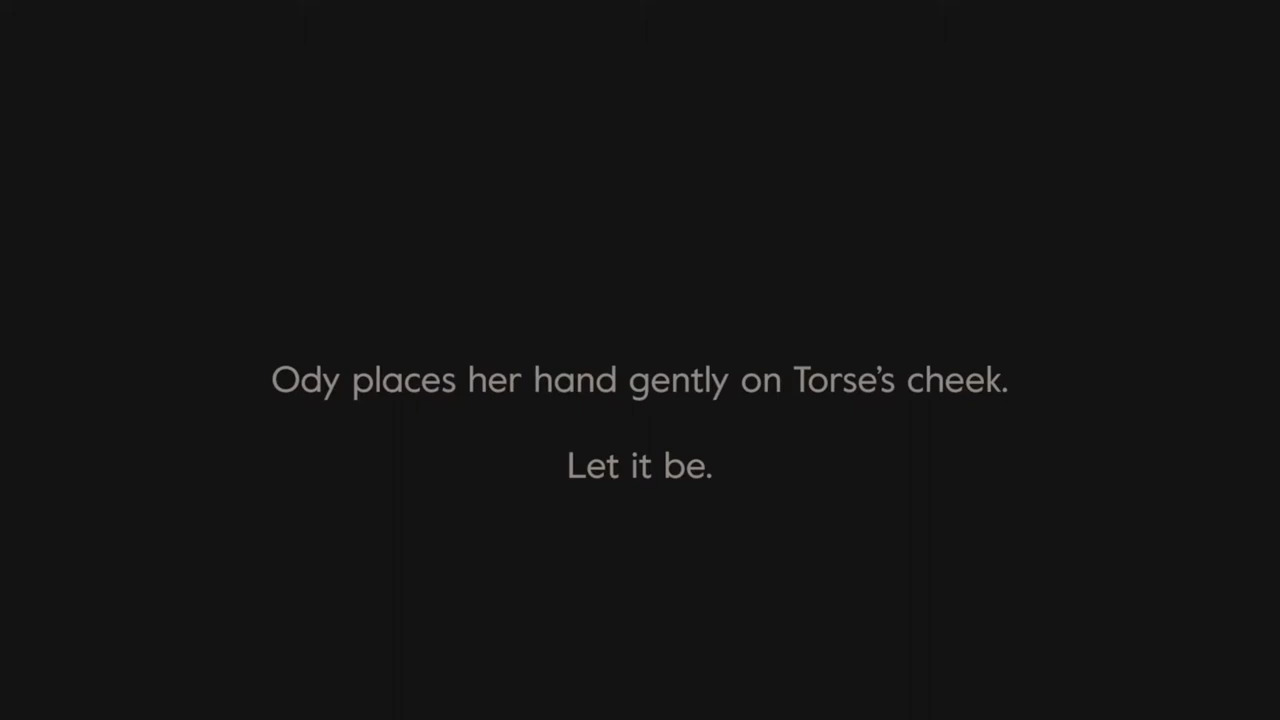 Ody places her hand gently on Torse’s cheek.
Let it be.